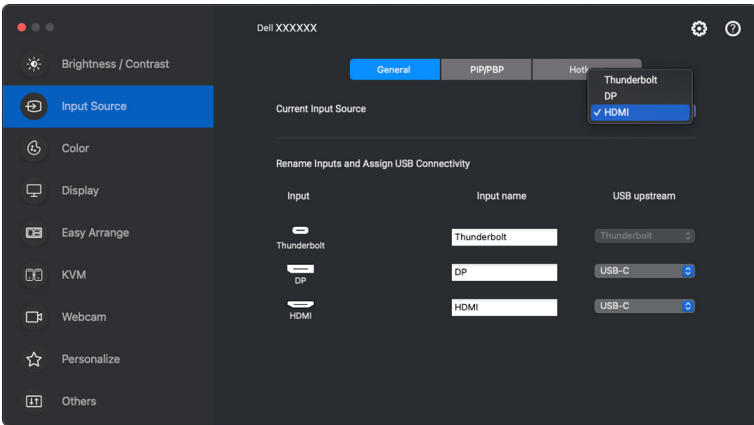 Dell XXXXXX
Brightness / Contrast
Input Source
Color
Display
Easy Arrange
KVM
Webcam
Personalize
Others
General
PIP/PBP
Thunderbolt
DP
HDMI
Current Input Source
Rename Inputs and Assign USB Connectivity
Input
Input name
USB upstream
Thunderbolt
Thunderbolt
Thunderbolt
DP
DP
USB-C
HDMI
HDMI
USB-C